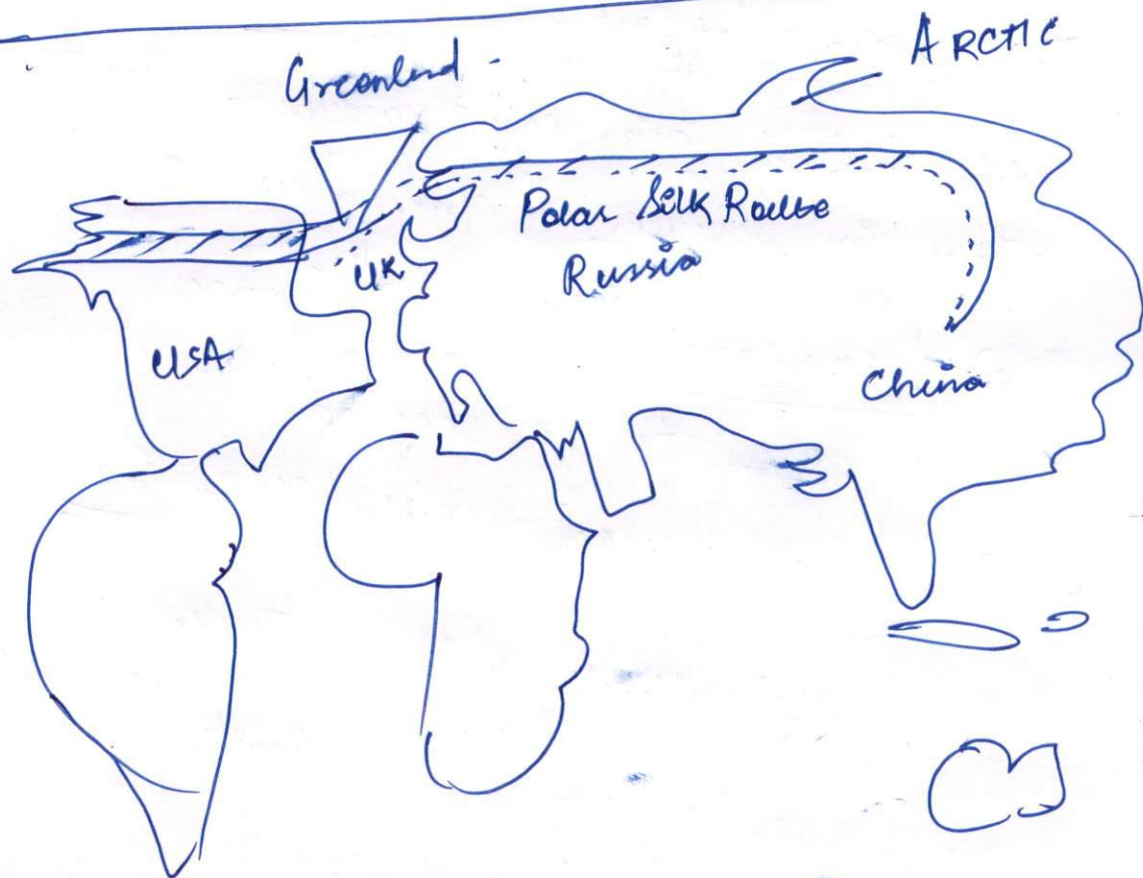 ARCTIC
Greenland
Polar Silk Route
UK
Russia
USA
China